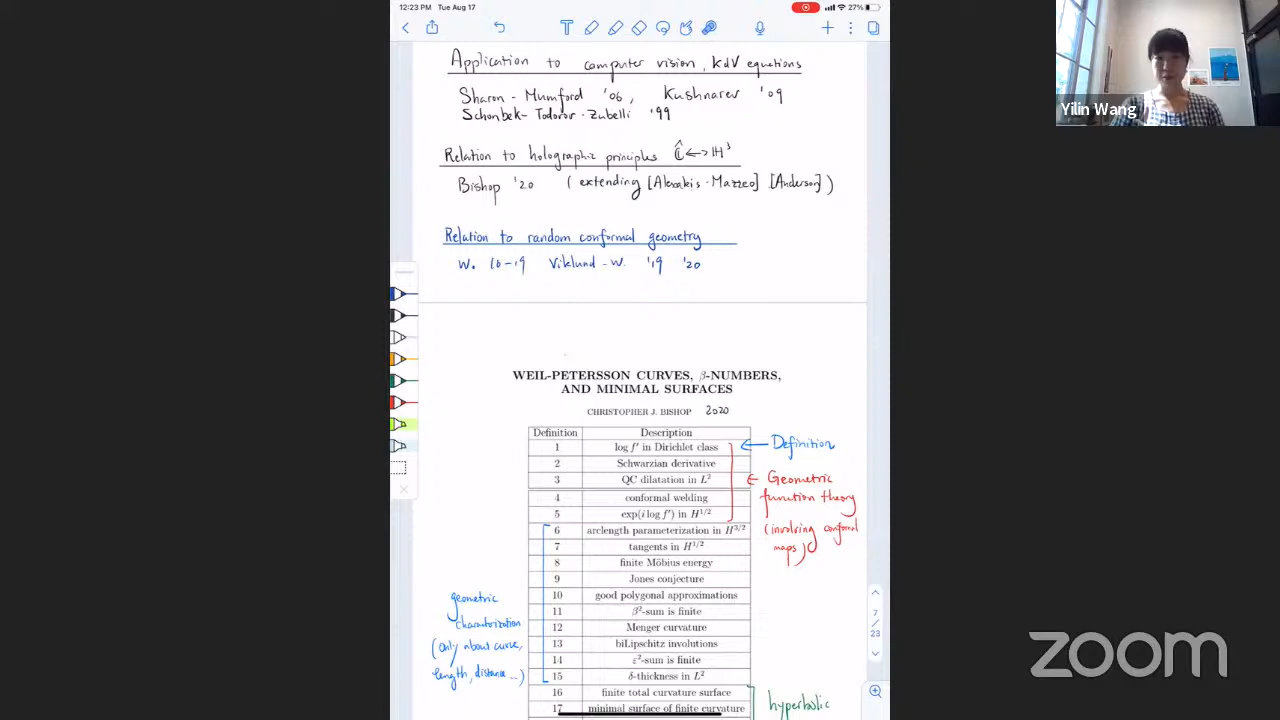 12:23 PM Tue Aug 17
27%
Application to computer vision, KdV equations
Sharon-Mumford '06, Kushnarev '09
Schonbek-Todorov-Zubelli '99
Relation to holographic principles Ĉ ↔ H³
Bishop '20 (extending [Alexakis-Mazzeo] [Anderson])
Relation to random conformal geometry
W. 16-19 Viklund-W. '19 '20
WEIL-PETERSSON CURVES, β-NUMBERS,
AND MINIMAL SURFACES
CHRISTOPHER J. BISHOP 2020
Definition Description
1 log f′ in Dirichlet class
2 Schwarzian derivative
3 QC dilatation in L²
4 conformal welding
5 exp(i log f′) in H^1/2
6 arclength parameterization in H^3/2
7 tangents in H^1/2
8 finite Möbius energy
9 Jones conjecture
10 good polygonal approximations
11 β²-sum is finite
12 Menger curvature
13 biLipschitz involutions
14 ε²-sum is finite
15 δ-thickness in L²
16 finite total curvature surface
17 minimal surface of finite curvature
← Definition
← Geometric
function theory
(involving conformal
maps)
geometric
characterization
(only about curve,
length, distance...)
hyperbolic
7
/
23
Yilin Wang
zoom